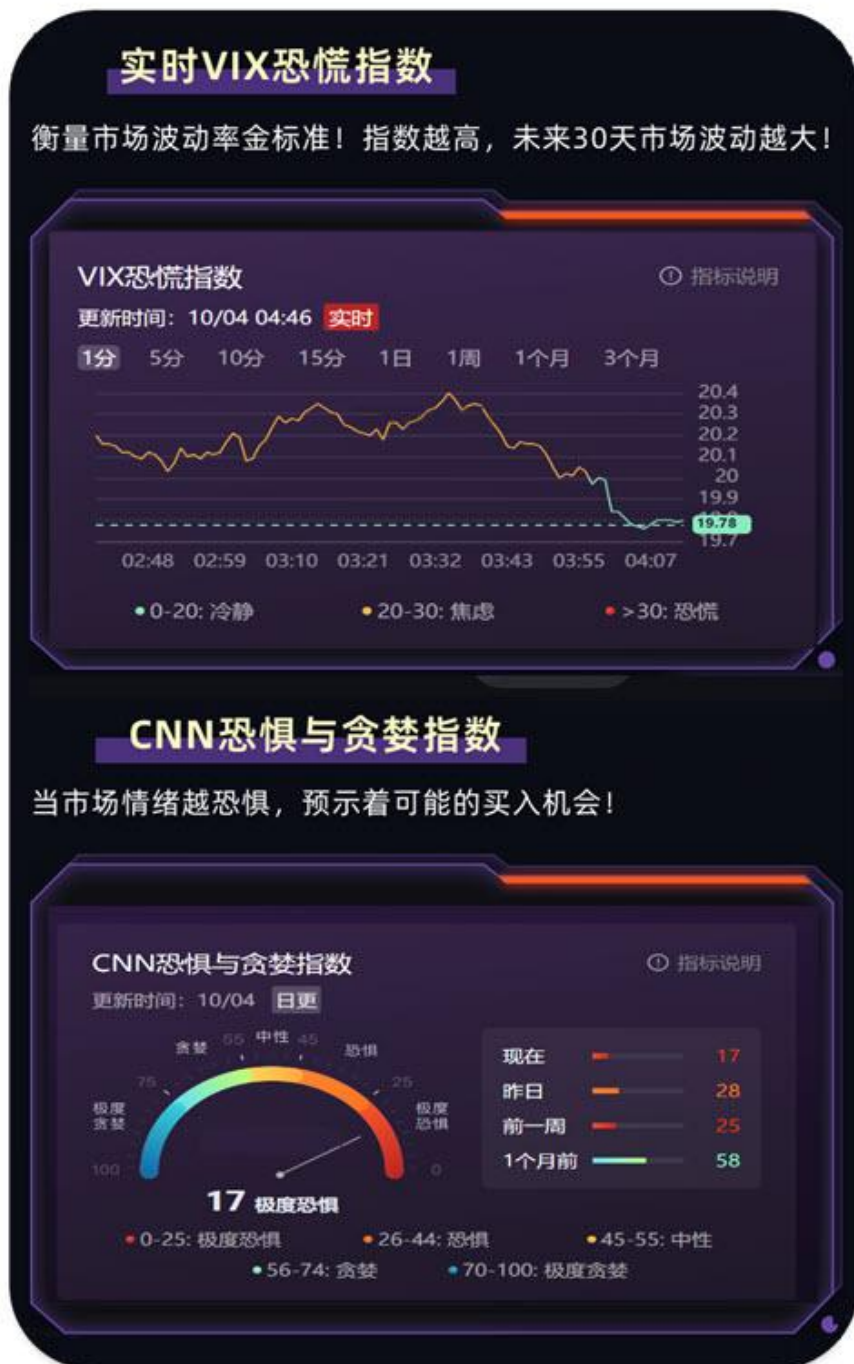 实时VIX恐慌指数
衡量市场波动率金标准！指数越高，未来30天市场波动越大！
VIX恐慌指数
指标说明
更新时间：10/04 04:46 实时
1分 5分 10分 15分 1日 1周 1个月 3个月
20.4
20.3
20.2
20.1
20
19.9
19.78
19.7
02:48 02:59 03:10 03:21 03:32 03:43 03:55 04:07
0-20: 冷静 20-30: 焦虑 >30: 恐慌
CNN恐惧与贪婪指数
当市场情绪越恐惧，预示着可能的买入机会！
CNN恐惧与贪婪指数
指标说明
更新时间：10/04 日更
贪婪 55 中性 45 恐惧
75 25
极度贪婪 极度恐惧
100 0
17 极度恐惧
现在 17
昨日 28
前一周 25
1个月前 58
0-25: 极度恐惧 26-44: 恐惧 45-55: 中性
56-74: 贪婪 70-100: 极度贪婪